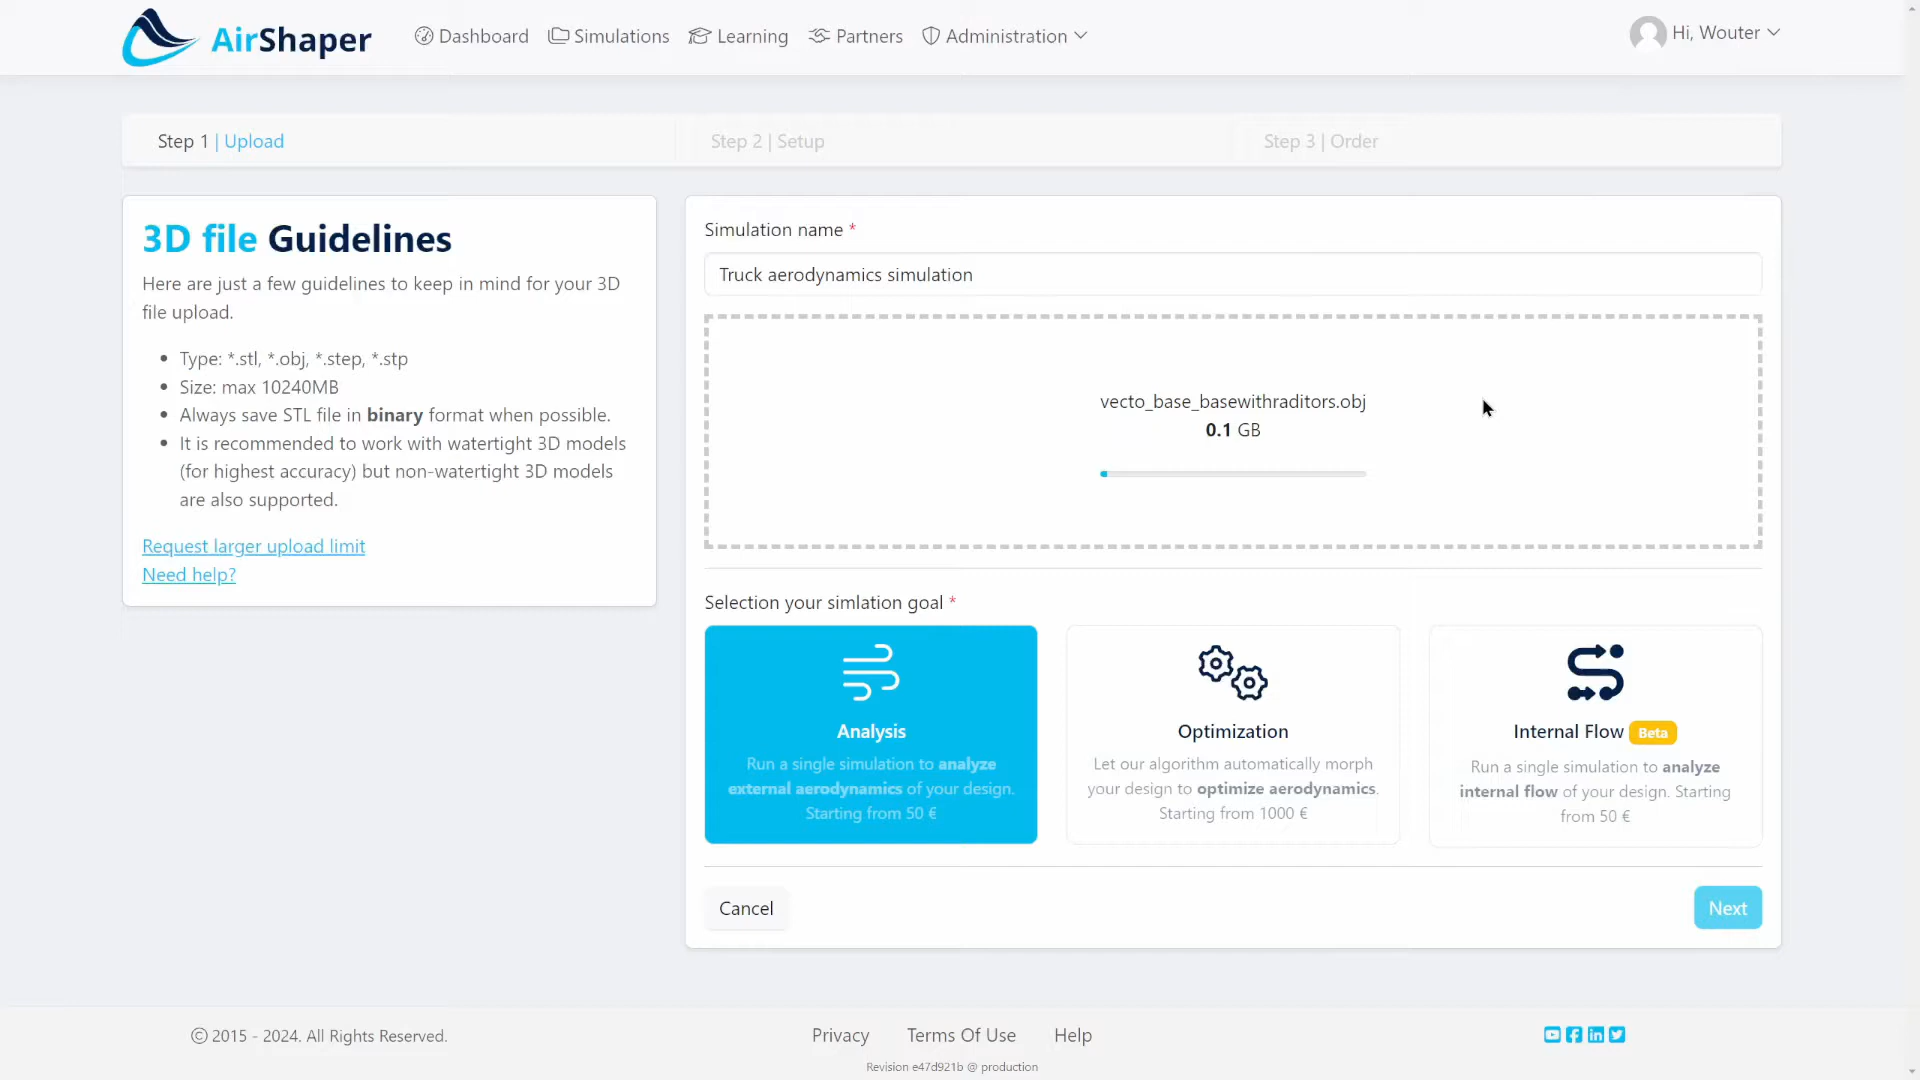 AirShaper
Dashboard
Simulations
Learning
Partners
Administration
Hi, Wouter
Step 1 | Upload
Step 2 | Setup
Step 3 | Order
3D file Guidelines
Here are just a few guidelines to keep in mind for your 3D
file upload.
Type: *.stl, *.obj, *.step, *.stp
Size: max 10240MB
Always save STL file in binary format when possible.
It is recommended to work with watertight 3D models
(for highest accuracy) but non-watertight 3D models
are also supported.
Request larger upload limit
Need help?
Simulation name *
Truck aerodynamics simulation
vecto_base_basewithraditors.obj
0.1 GB
Selection your simlation goal *
Analysis
Run a single simulation to analyze
external aerodynamics of your design.
Starting from 50 €
Optimization
Let our algorithm automatically morph
your design to optimize aerodynamics.
Starting from 1000 €
Internal Flow Beta
Run a single simulation to analyze
internal flow of your design. Starting
from 50 €
Cancel
Next
© 2015 - 2024. All Rights Reserved.
Privacy
Terms Of Use
Help
Revision e47d921b @ production